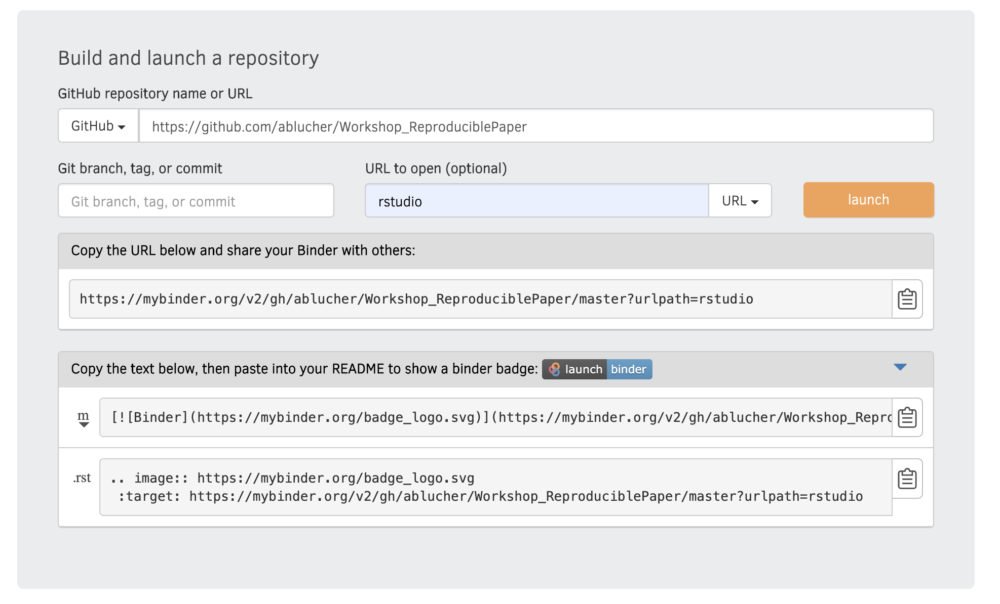 Build and launch a repository
GitHub repository name or URL
GitHub https://github.com/ablucher/Workshop_ReproduciblePaper
Git branch, tag, or commit URL to open (optional)
Git branch, tag, or commit rstudio URL launch
Copy the URL below and share your Binder with others:
https://mybinder.org/v2/gh/ablucher/Workshop_ReproduciblePaper/master?urlpath=rstudio
Copy the text below, then paste into your README to show a binder badge: launch binder
m [![Binder](https://mybinder.org/badge_logo.svg)](https://mybinder.org/v2/gh/ablucher/Workshop_Repro
.rst .. image:: https://mybinder.org/badge_logo.svg
:target: https://mybinder.org/v2/gh/ablucher/Workshop_ReproduciblePaper/master?urlpath=rstudio